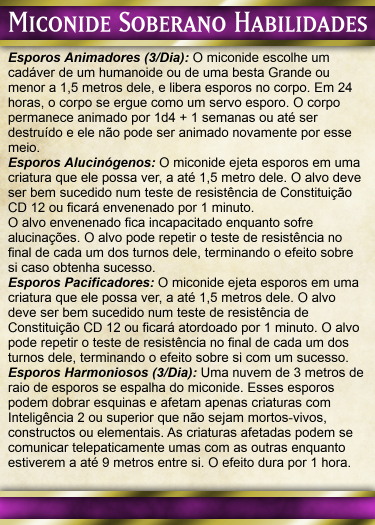 Miconide Soberano Habilidades
Esporos Animadores (3/Dia): O miconide escolhe um
cadáver de um humanoide ou de uma besta Grande ou
menor a 1,5 metros dele, e libera esporos no corpo. Em 24
horas, o corpo se ergue como um servo esporo. O corpo
permanece animado por 1d4 + 1 semanas ou até ser
destruído e ele não pode ser animado novamente por esse
meio.
Esporos Alucinógenos: O miconide ejeta esporos em uma
criatura que ele possa ver, a até 1,5 metro dele. O alvo deve
ser bem sucedido num teste de resistência de Constituição
CD 12 ou ficará envenenado por 1 minuto.
O alvo envenenado fica incapacitado enquanto sofre
alucinações. O alvo pode repetir o teste de resistência no
final de cada um dos turnos dele, terminando o efeito sobre
si caso obtenha sucesso.
Esporos Pacificadores: O miconide ejeta esporos em uma
criatura que ele possa ver, a até 1,5 metros dele. O alvo
deve ser bem sucedido num teste de resistência de
Constituição CD 12 ou ficará atordoado por 1 minuto. O alvo
pode repetir o teste de resistência no final de cada um dos
turnos dele, terminando o efeito sobre si com um sucesso.
Esporos Harmoniosos (3/Dia): Uma nuvem de 3 metros de
raio de esporos se espalha do miconide. Esses esporos
podem dobrar esquinas e afetam apenas criaturas com
Inteligência 2 ou superior que não sejam mortos-vivos,
constructos ou elementais. As criaturas afetadas podem se
comunicar telepaticamente umas com as outras enquanto
estiverem a até 9 metros entre si. O efeito dura por 1 hora.